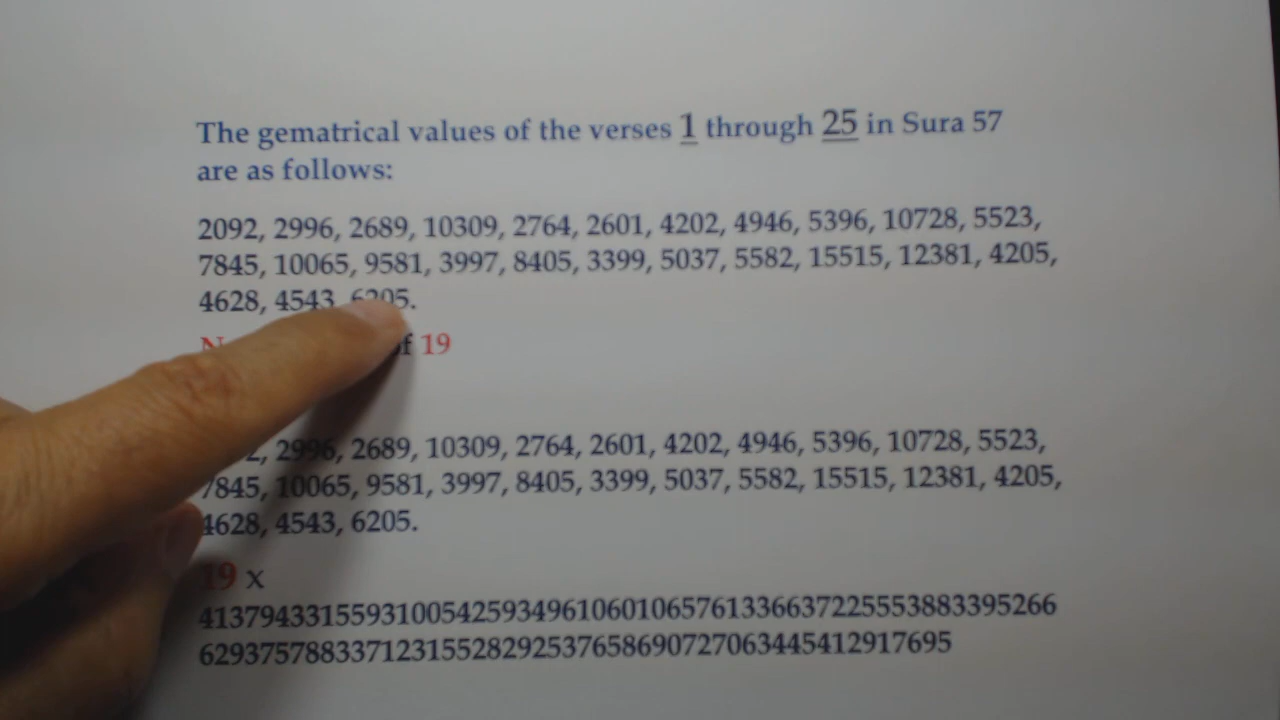 The gematrical values of the verses 1 through 25 in Sura 57
are as follows:
2092, 2996, 2689, 10309, 2764, 2601, 4202, 4946, 5396, 10728, 5523,
7845, 10065, 9581, 3997, 8405, 3399, 5037, 5582, 15515, 12381, 4205,
4628, 4543, 6205.
of 19
2996, 2689, 10309, 2764, 2601, 4202, 4946, 5396, 10728, 5523,
7845, 10065, 9581, 3997, 8405, 3399, 5037, 5582, 15515, 12381, 4205,
4628, 4543, 6205.
19 x
41379433155931005425934961060106576133663722555388339526​6
62937578833712315528292537658690727063445412917695